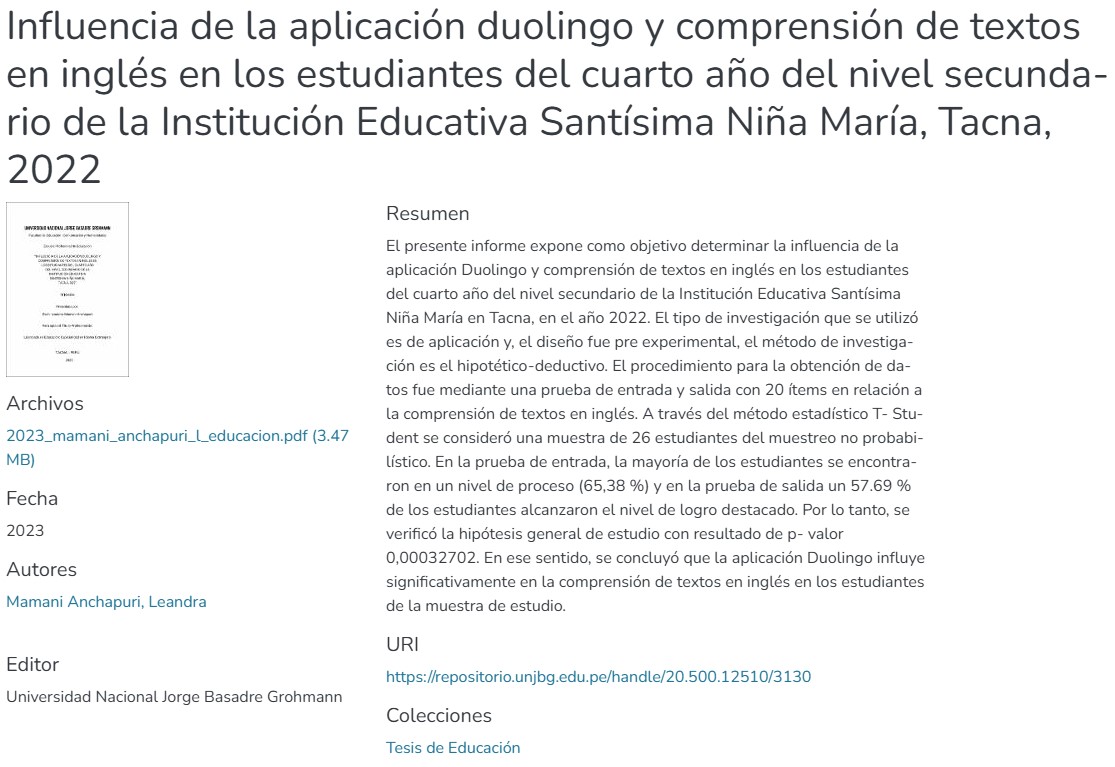 Influencia de la aplicación duolingo y comprensión de textos
en inglés en los estudiantes del cuarto año del nivel secunda-
rio de la Institución Educativa Santísima Niña María, Tacna,
2022
UNIVERSIDAD NACIONAL JORGE BASADRE GROHMANN
Archivos
2023_mamani_anchapuri_l_educacion.pdf (3.47
MB)
Fecha
2023
Autores
Mamani Anchapuri, Leandra
Editor
Universidad Nacional Jorge Basadre Grohmann
Resumen
El presente informe expone como objetivo determinar la influencia de la
aplicación Duolingo y comprensión de textos en inglés en los estudiantes
del cuarto año del nivel secundario de la Institución Educativa Santísima
Niña María en Tacna, en el año 2022. El tipo de investigación que se utilizó
es de aplicación y, el diseño fue pre experimental, el método de investiga-
ción es el hipotético-deductivo. El procedimiento para la obtención de da-
tos fue mediante una prueba de entrada y salida con 20 ítems en relación a
la comprensión de textos en inglés. A través del método estadístico T- Stu-
dent se consideró una muestra de 26 estudiantes del muestreo no probabi-
lístico. En la prueba de entrada, la mayoría de los estudiantes se encontra-
ron en un nivel de proceso (65,38 %) y en la prueba de salida un 57.69 %
de los estudiantes alcanzaron el nivel de logro destacado. Por lo tanto, se
verificó la hipótesis general de estudio con resultado de p- valor
0,00032702. En ese sentido, se concluyó que la aplicación Duolingo influye
significativamente en la comprensión de textos en inglés en los estudiantes
de la muestra de estudio.
URI
https://repositorio.unjbg.edu.pe/handle/20.500.12510/3130
Colecciones
Tesis de Educación